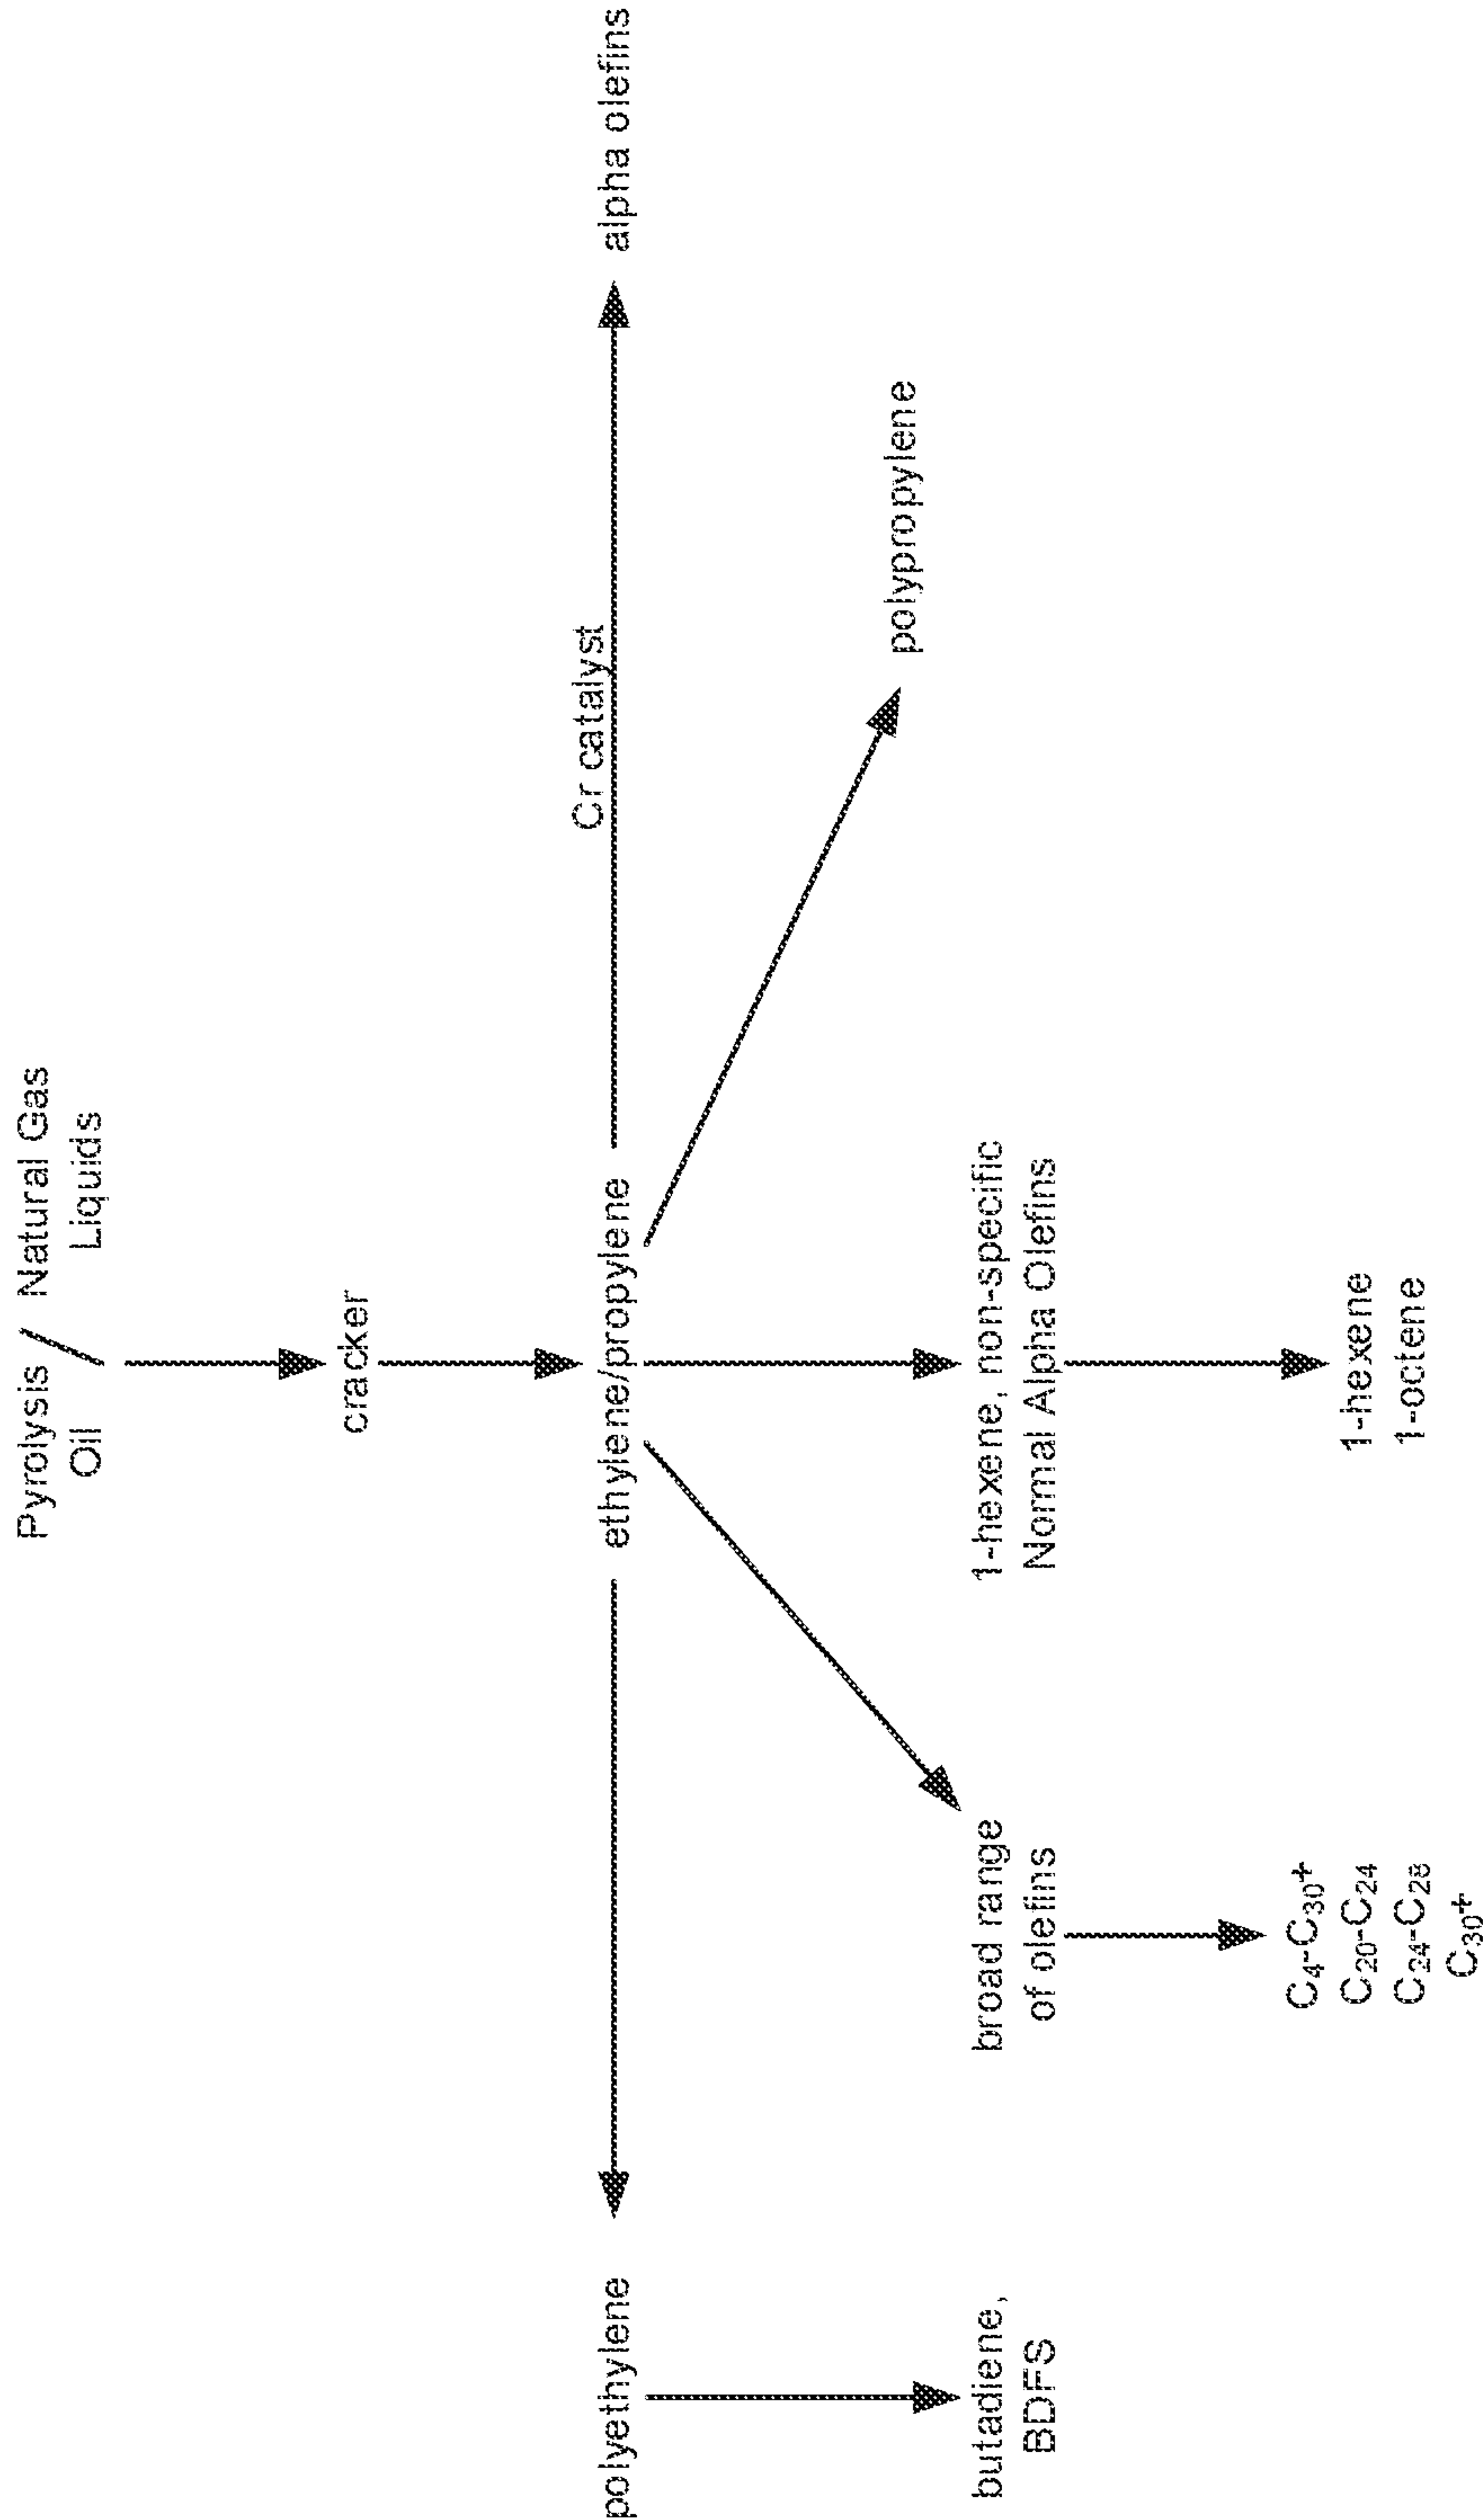 Pyrolysis / Natural Gas
Oil Liquids
cracker
polyethylene
ethylene/propylene
Cr catalyst
alpha olefins
polypropylene
butadiene,
BDFS
broad range
of olefins
1-hexene, non-specific
Normal Alpha Olefins
C₄-C₃₀+
C₂₀-C₂₄
C₂₄-C₂₈
C₃₀+
1-hexene
1-octene